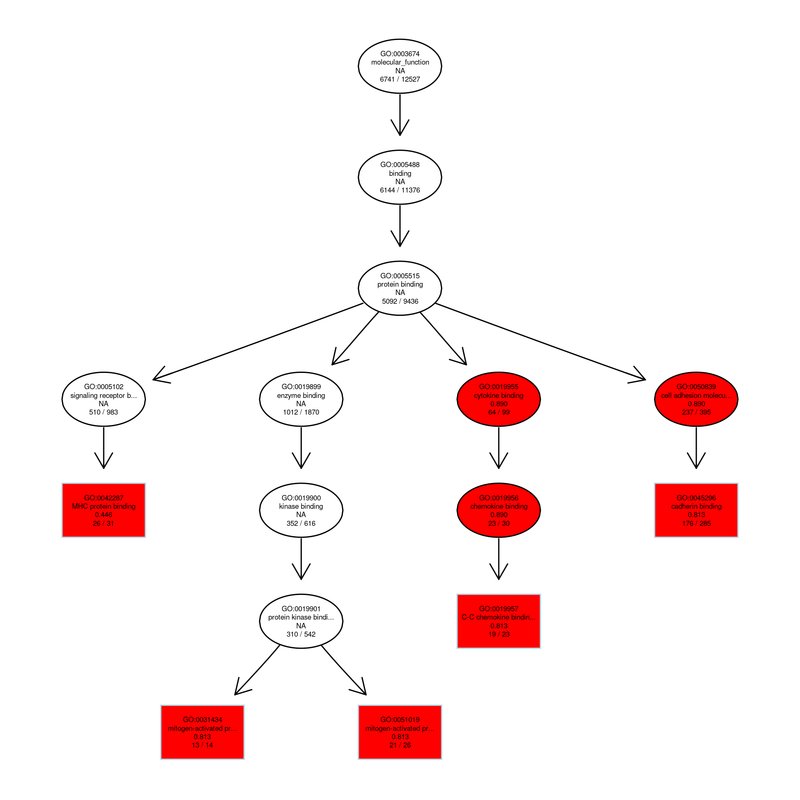 GO:0003674
molecular_function
NA
6741 / 12527
GO:0005488
binding
NA
6144 / 11376
GO:0005515
protein binding
NA
5092 / 9436
GO:0005102
signaling receptor b...
NA
510 / 983
GO:0019899
enzyme binding
NA
1012 / 1870
GO:0019955
cytokine binding
0.890
64 / 99
GO:0050839
cell adhesion molecu...
0.890
237 / 395
GO:0042287
MHC protein binding
0.446
26 / 31
GO:0019900
kinase binding
NA
352 / 616
GO:0019956
chemokine binding
0.890
23 / 30
GO:0045296
cadherin binding
0.813
176 / 285
GO:0019901
protein kinase bindi...
NA
310 / 542
GO:0019957
C-C chemokine bindin...
0.813
19 / 23
GO:0031434
mitogen-activated pr...
0.813
13 / 14
GO:0051019
mitogen-activated pr...
0.813
21 / 26